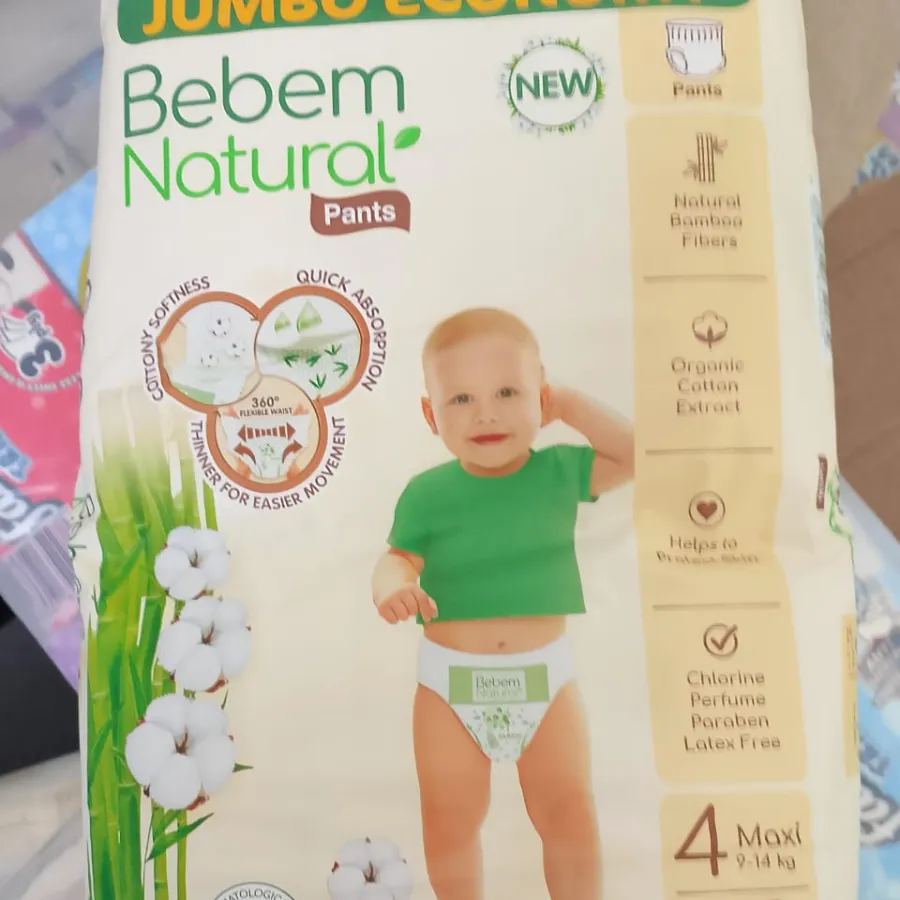 JUMBO ECONOMY
Bebem
Natural
Pants
NEW
COTTONY SOFTNESS
QUICK ABSORPTION
360°
FLEXIBLE WAIST
THINNER FOR EASIER MOVEMENT
Bebem
Natural
Pants
Natural
Bamboo
Fibers
Organic
Cotton
Extract
Helps to
Protect Skin
Chlorine
Perfume
Paraben
Latex Free
4 Maxi
9-14 kg
3